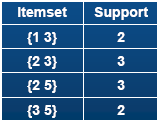 Itemset Support
{1 3} 2
{2 3} 3
{2 5} 3
{3 5} 2